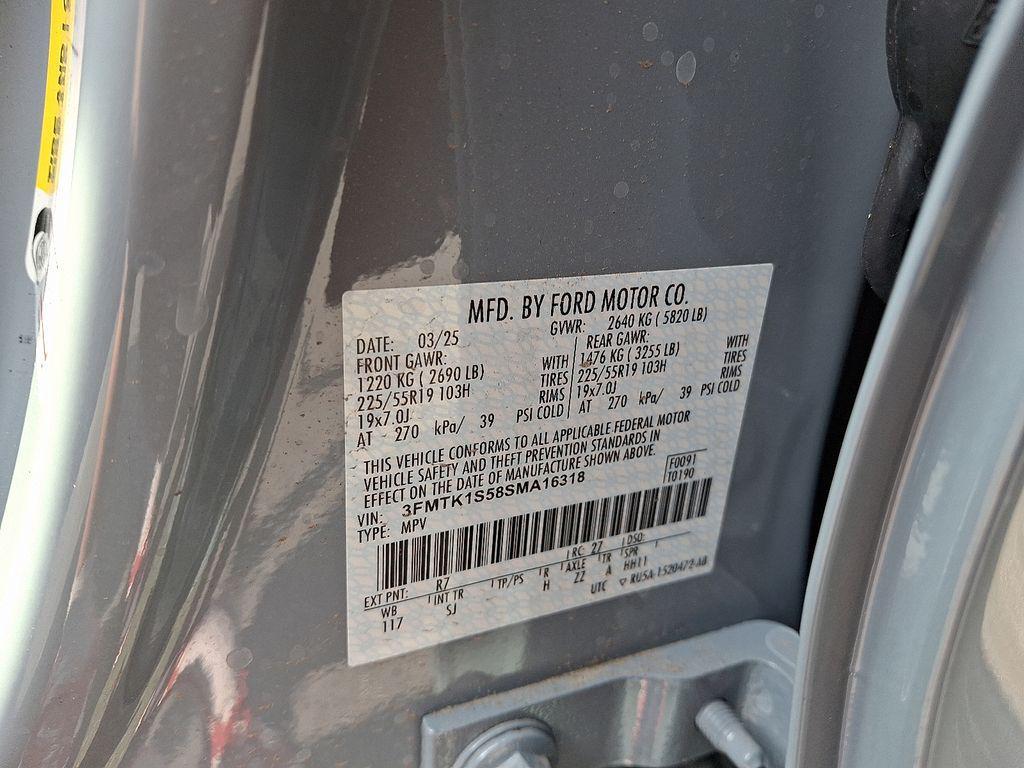 TIRE AND
MFD. BY FORD MOTOR CO.
DATE: 03/25 GVWR: 2640 KG ( 5820 LB)
FRONT GAWR: WITH REAR GAWR: WITH
1220 KG ( 2690 LB) TIRES 1476 KG ( 3255 LB) TIRES
225/55R19 103H RIMS 225/55R19 103H RIMS
19x7.0J 19x7.0J
AT 270 kPa/ 39 PSI COLD AT 270 kPa/ 39 PSI COLD
THIS VEHICLE CONFORMS TO ALL APPLICABLE FEDERAL MOTOR
VEHICLE SAFETY AND THEFT PREVENTION STANDARDS IN
EFFECT ON THE DATE OF MANUFACTURE SHOWN ABOVE.
VIN: 3FMTK1S58SMA16318 F0091
TYPE: MPV T0190
EXT PNT: R7 RC: 27 DSO:
WB INT TR TP/PS R AXLE TR SPR
117 SJ H ZZ A HH11
UTC RU5A-1520472-AB